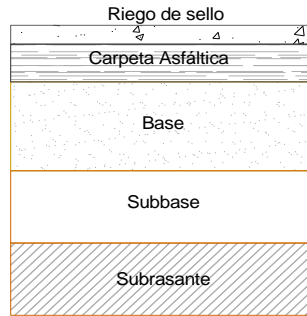 Riego de sello
Carpeta Asfáltica
Base
Subbase
Subrasante